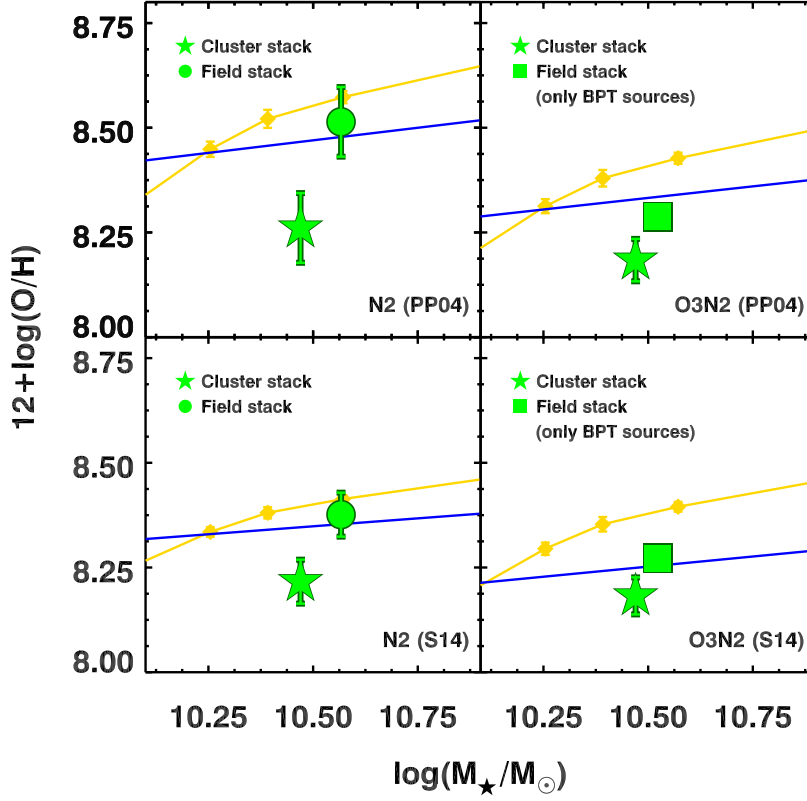 8.75
8.50
8.25
8.00
Cluster stack
Field stack
N2 (PP04)
Cluster stack
Field stack
(only BPT sources)
O3N2 (PP04)
12+log(O/H)
8.75
8.50
8.25
8.00
Cluster stack
Field stack
N2 (S14)
Cluster stack
Field stack
(only BPT sources)
O3N2 (S14)
10.25 10.50 10.75 10.25 10.50 10.75
log(M★/M⊙)